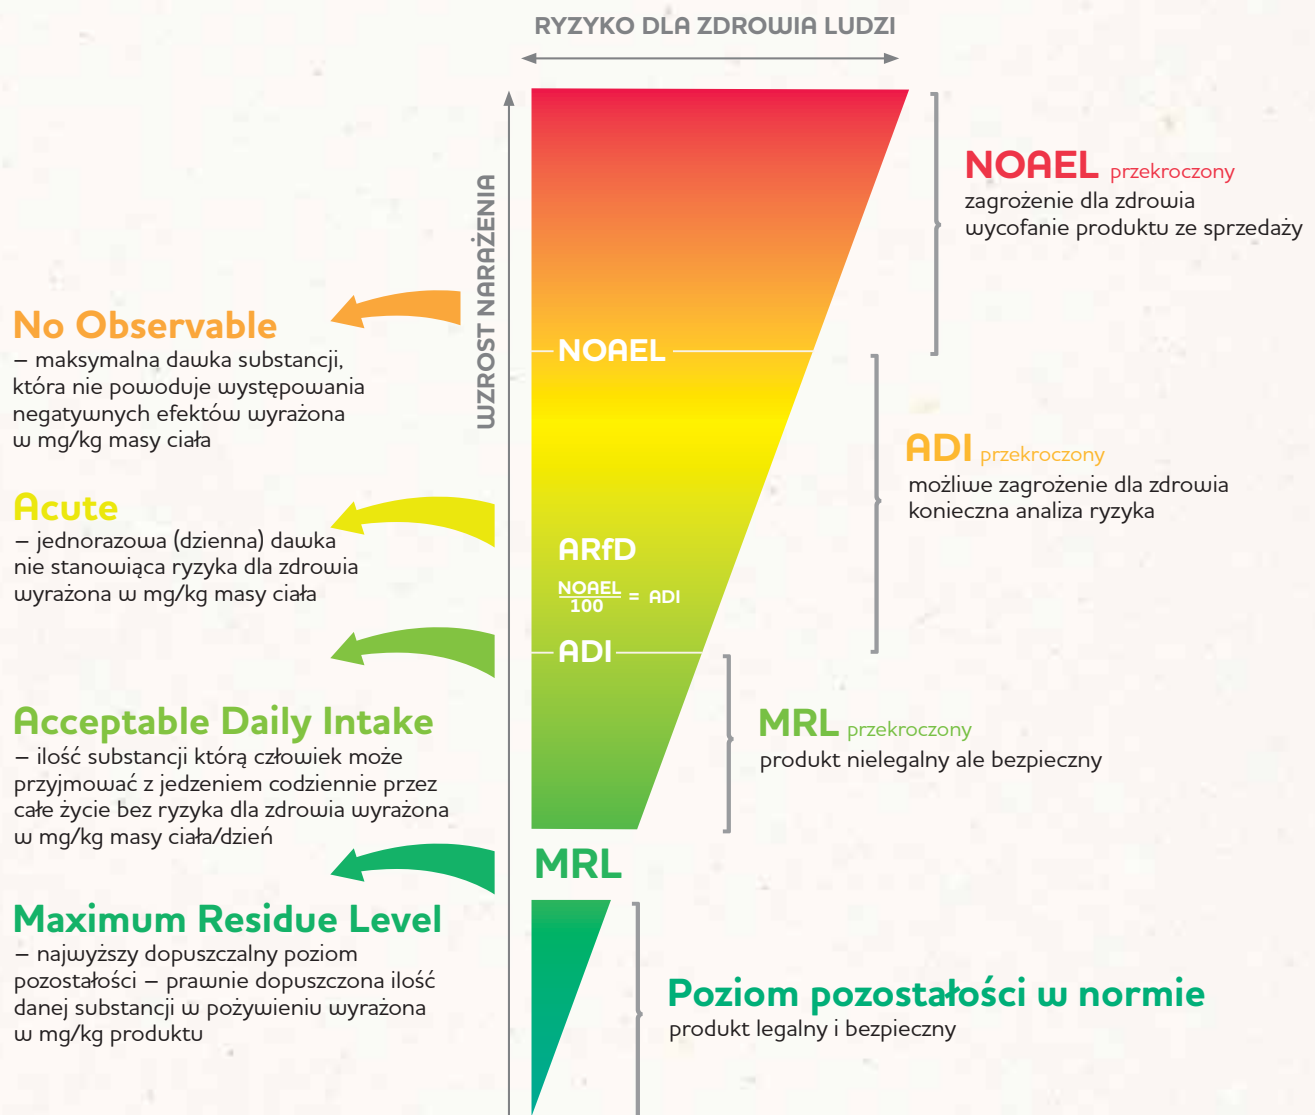 RYZYKO DLA ZDROWIA LUDZI
WZROST NARAŻENIA
No Observable
– maksymalna dawka substancji,
która nie powoduje występowania
negatywnych efektów wyrażona
w mg/kg masy ciała
Acute
– jednorazowa (dzienna) dawka
nie stanowiąca ryzyka dla zdrowia
wyrażona w mg/kg masy ciała
Acceptable Daily Intake
– ilość substancji którą człowiek może
przyjmować z jedzeniem codziennie przez
całe życie bez ryzyka dla zdrowia wyrażona
w mg/kg masy ciała/dzień
Maximum Residue Level
– najwyższy dopuszczalny poziom
pozostałości – prawnie dopuszczona ilość
danej substancji w pożywieniu wyrażona
w mg/kg produktu
NOAEL
ARfD
NOAEL
100
= ADI
ADI
MRL
NOAEL przekroczony
zagrożenie dla zdrowia
wycofanie produktu ze sprzedaży
ADI przekroczony
możliwe zagrożenie dla zdrowia
konieczna analiza ryzyka
MRL przekroczony
produkt nielegalny ale bezpieczny
Poziom pozostałości w normie
produkt legalny i bezpieczny